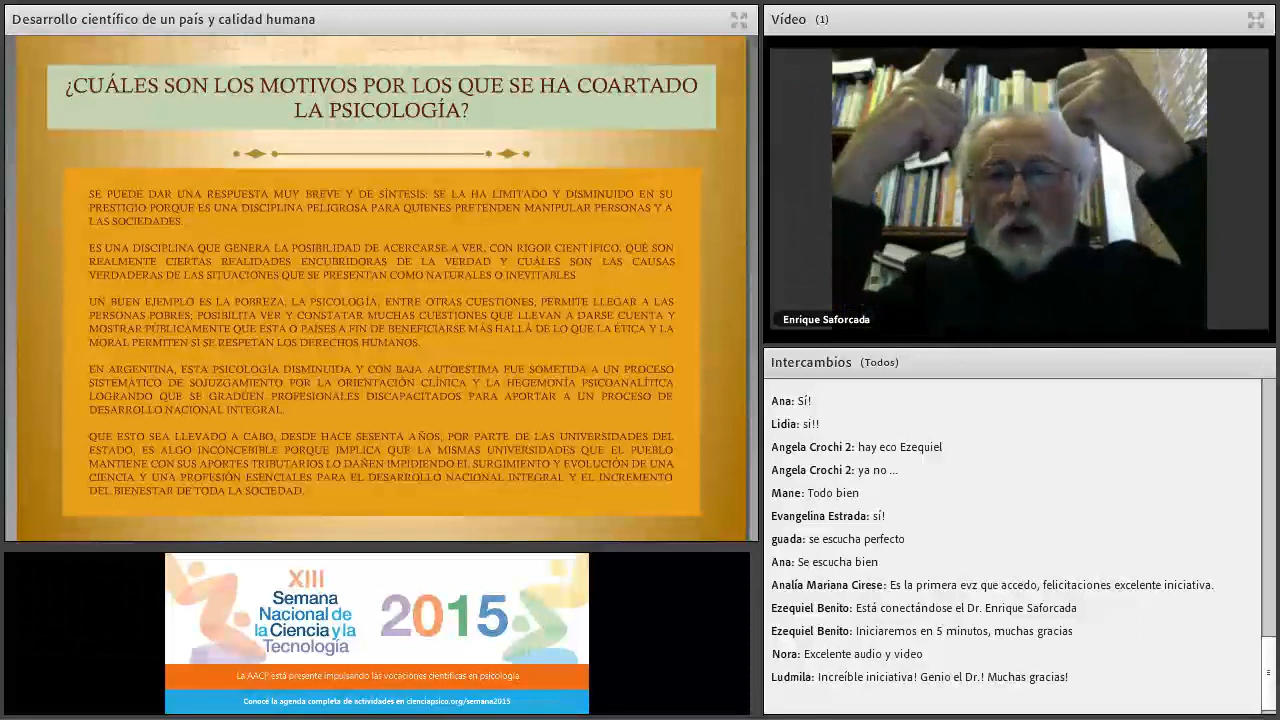 Desarrollo científico de un país y calidad humana
¿CUÁLES SON LOS MOTIVOS POR LOS QUE SE HA COARTADO
LA PSICOLOGÍA?
SE PUEDE DAR UNA RESPUESTA MUY BREVE Y DE SÍNTESIS: SE LA HA LIMITADO Y DISMINUIDO EN SU
PRESTIGIO PORQUE ES UNA DISCIPLINA PELIGROSA PARA QUIENES PRETENDEN MANIPULAR PERSONAS Y A
LAS SOCIEDADES.
ES UNA DISCIPLINA QUE GENERA LA POSIBILIDAD DE ACERCARSE A VER, CON RIGOR CIENTÍFICO, QUÉ SON
REALMENTE CIERTAS REALIDADES ENCUBRIDORAS DE LA VERDAD Y CUÁLES SON LAS CAUSAS
VERDADERAS DE LAS SITUACIONES QUE SE PRESENTAN COMO NATURALES O INEVITABLES
UN BUEN EJEMPLO ES LA POBREZA, LA PSICOLOGÍA, ENTRE OTRAS CUESTIONES, PERMITE LLEGAR A LAS
PERSONAS POBRES; POSIBILITA VER Y CONSTATAR MUCHAS CUESTIONES QUE LLEVAN A DARSE CUENTA Y
MOSTRAR PÚBLICAMENTE QUE ESTA O PAÍSES A FIN DE BENEFICIARSE MÁS HALLÁ DE LO QUE LA ÉTICA Y LA
MORAL PERMITEN SI SE RESPETAN LOS DERECHOS HUMANOS.
EN ARGENTINA, ESTA PSICOLOGÍA DISMINUIDA Y CON BAJA AUTOESTIMA FUE SOMETIDA A UN PROCESO
SISTEMÁTICO DE SOJUZGAMIENTO POR LA ORIENTACIÓN CLÍNICA Y LA HEGEMONÍA PSICOANALÍTICA
LOGRANDO QUE SE GRADÚEN PROFESIONALES DISCAPACITADOS PARA APORTAR A UN PROCESO DE
DESARROLLO NACIONAL INTEGRAL.
QUE ESTO SEA LLEVADO A CABO, DESDE HACE SESENTA AÑOS, POR PARTE DE LAS UNIVERSIDADES DEL
ESTADO, ES ALGO INCONCEBIBLE PORQUE IMPLICA QUE LA MISMAS UNIVERSIDADES QUE EL PUEBLO
MANTIENE CON SUS APORTES TRIBUTARIOS LO DAÑEN IMPIDIENDO EL SURGIMIENTO Y EVOLUCIÓN DE UNA
CIENCIA Y UNA PROFESIÓN ESENCIALES PARA EL DESARROLLO NACIONAL INTEGRAL Y EL INCREMENTO
DEL BIENESTAR DE TODA LA SOCIEDAD.
XIII
Semana
Nacional de
la Ciencia y la
Tecnología
2015
La AACP está presente impulsando las vocaciones científicas en psicología
Conocé la agenda completa de actividades en cienciapsico.org/semana2015
Vídeo (1)
Enrique Saforcada
Intercambios (Todos)
Ana: Sí!
Lidia: si!!
Angela Crochi 2: hay eco Ezequiel
Angela Crochi 2: ya no ...
Mane: Todo bien
Evangelina Estrada: sí!
guada: se escucha perfecto
Ana: Se escucha bien
Analía Mariana Cirese: Es la primera evz que accedo, felicitaciones excelente iniciativa.
Ezequiel Benito: Está conectándose el Dr. Enrique Saforcada
Ezequiel Benito: Iniciaremos en 5 minutos, muchas gracias
Nora: Excelente audio y video
Ludmila: Increíble iniciativa! Genio el Dr.! Muchas gracias!